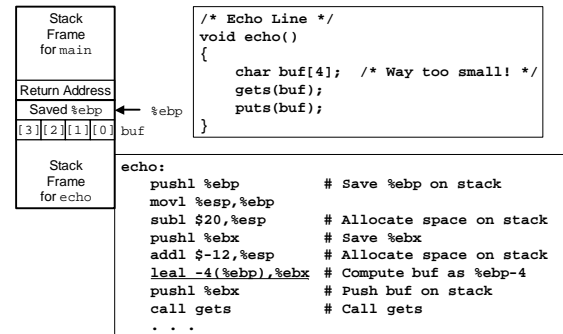 Stack
Frame
for main
Return Address
Saved %ebp
%ebp
[3][2][1][0] buf
Stack
Frame
for echo
/* Echo Line */
void echo()
{
    char buf[4];  /* Way too small! */
    gets(buf);
    puts(buf);
}
echo:
    pushl %ebp        # Save %ebp on stack
    movl %esp,%ebp
    subl $20,%esp     # Allocate space on stack
    pushl %ebx        # Save %ebx
    addl $-12,%esp    # Allocate space on stack
    leal -4(%ebp),%ebx # Compute buf as %ebp-4
    pushl %ebx        # Push buf on stack
    call gets         # Call gets
    . . .